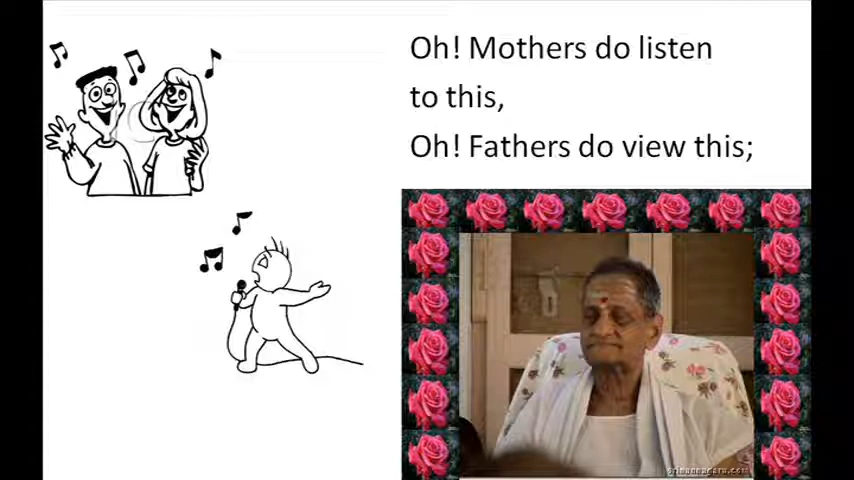 Oh! Mothers do listen
to this,
Oh! Fathers do view this;